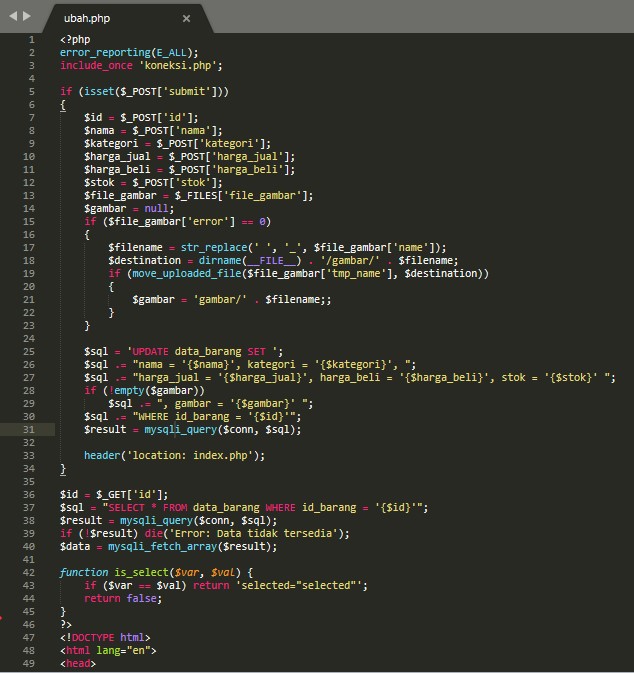 ubah.php
1 <?php
2 error_reporting(E_ALL);
3 include_once 'koneksi.php';
4
5 if (isset($_POST['submit']))
6 {
7     $id = $_POST['id'];
8     $nama = $_POST['nama'];
9     $kategori = $_POST['kategori'];
10     $harga_jual = $_POST['harga_jual'];
11     $harga_beli = $_POST['harga_beli'];
12     $stok = $_POST['stok'];
13     $file_gambar = $_FILES['file_gambar'];
14     $gambar = null;
15     if ($file_gambar['error'] == 0)
16     {
17         $filename = str_replace(' ', '_', $file_gambar['name']);
18         $destination = dirname(__FILE__) . '/gambar/' . $filename;
19         if (move_uploaded_file($file_gambar['tmp_name'], $destination))
20         {
21             $gambar = 'gambar/' . $filename;;
22         }
23     }
24
25     $sql = 'UPDATE data_barang SET ';
26     $sql .= "nama = '{$nama}', kategori = '{$kategori}', ";
27     $sql .= "harga_jual = '{$harga_jual}', harga_beli = '{$harga_beli}', stok = '{$stok}' ";
28     if (!empty($gambar))
29         $sql .= ", gambar = '{$gambar}' ";
30     $sql .= "WHERE id_barang = '{$id}'";
31     $result = mysqli_query($conn, $sql);
32
33     header('location: index.php');
34 }
35
36 $id = $_GET['id'];
37 $sql = "SELECT * FROM data_barang WHERE id_barang = '{$id}'";
38 $result = mysqli_query($conn, $sql);
39 if (!$result) die('Error: Data tidak tersedia');
40 $data = mysqli_fetch_array($result);
41
42 function is_select($var, $val) {
43     if ($var == $val) return 'selected="selected"';
44     return false;
45 }
46 ?>
47 <!DOCTYPE html>
48 <html lang="en">
49 <head>